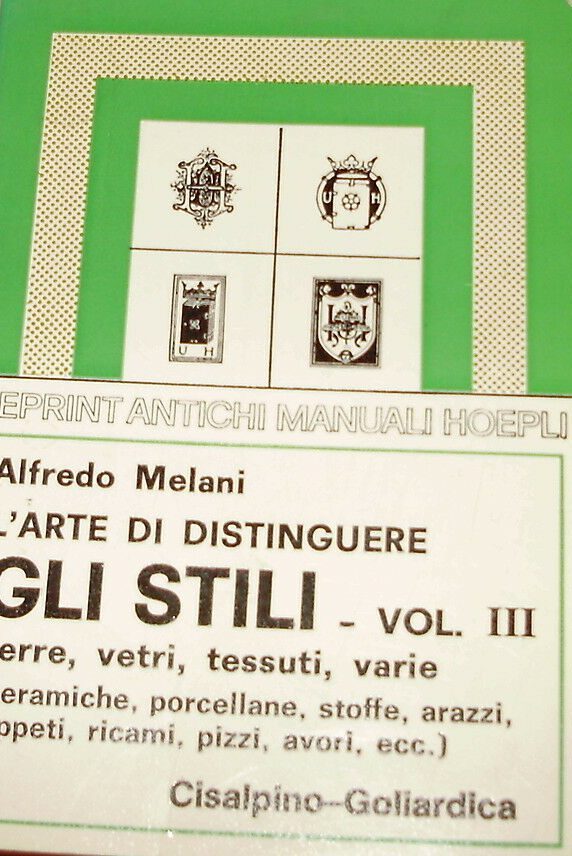 EPRINT ANTICHI MANUALI HOEPLI
Alfredo Melani
L'ARTE DI DISTINGUERE
GLI STILI - VOL. III
erre, vetri, tessuti, varie
eramiche, porcellane, stoffe, arazzi,
ppeti, ricami, pizzi, avori, ecc.)
Cisalpino-Goliardica
U H
U H